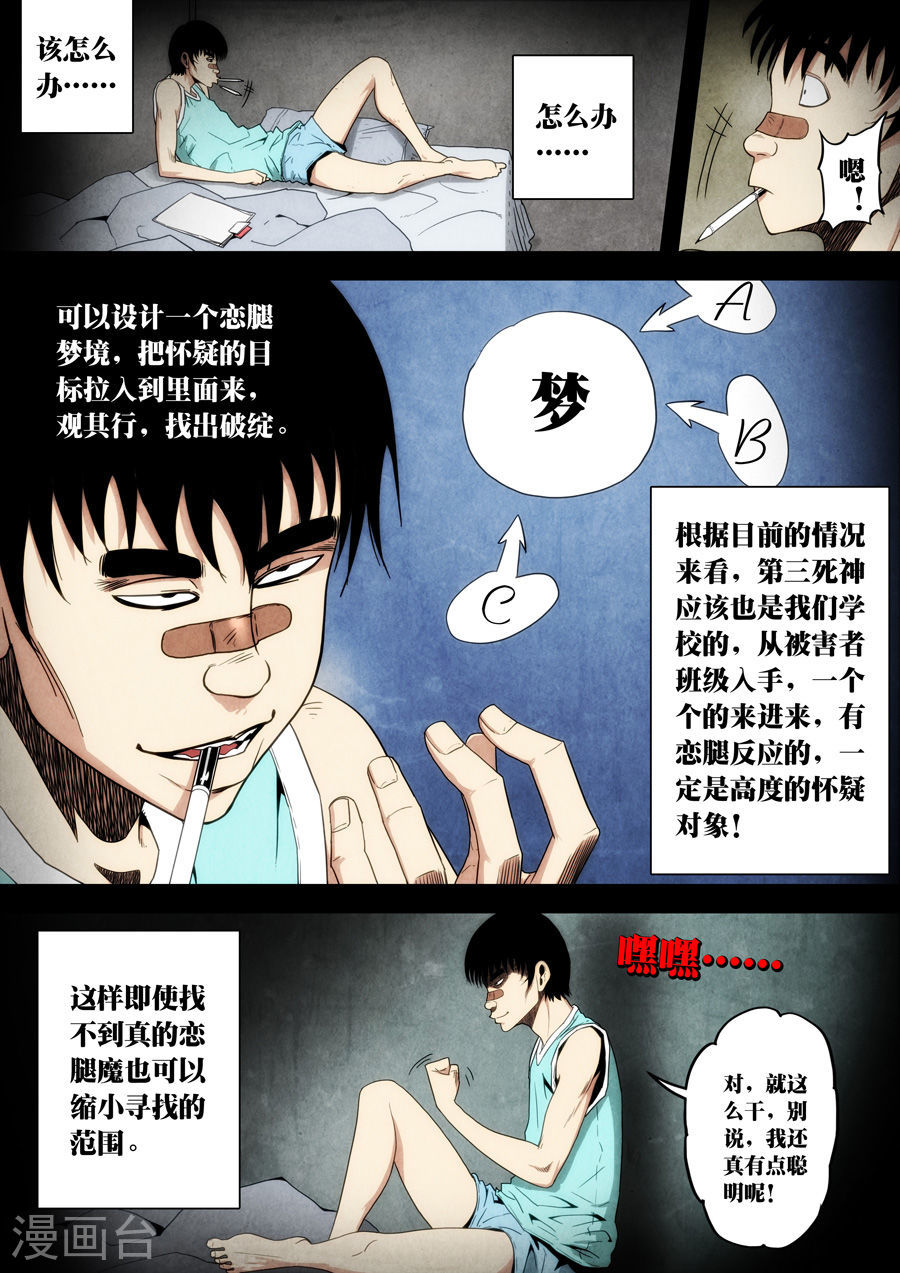 该怎么
办……
怎么办
……
嗯！
可以设计一个恋腿
梦境，把怀疑的目
标拉入到里面来，
观其行，找出破绽。
A
梦
B
C
根据目前的情况
来看，第三死神
应该也是我们学
校的，从被害者
班级入手，一个
个的来进来，有
恋腿反应的，一
定是高度的怀疑
对象！
这样即使找
不到真的恋
腿魔也可以
缩小寻找的
范围。
嘿嘿……
对，就这
么干，别
说，我还
真有点聪
明呢！
漫画台